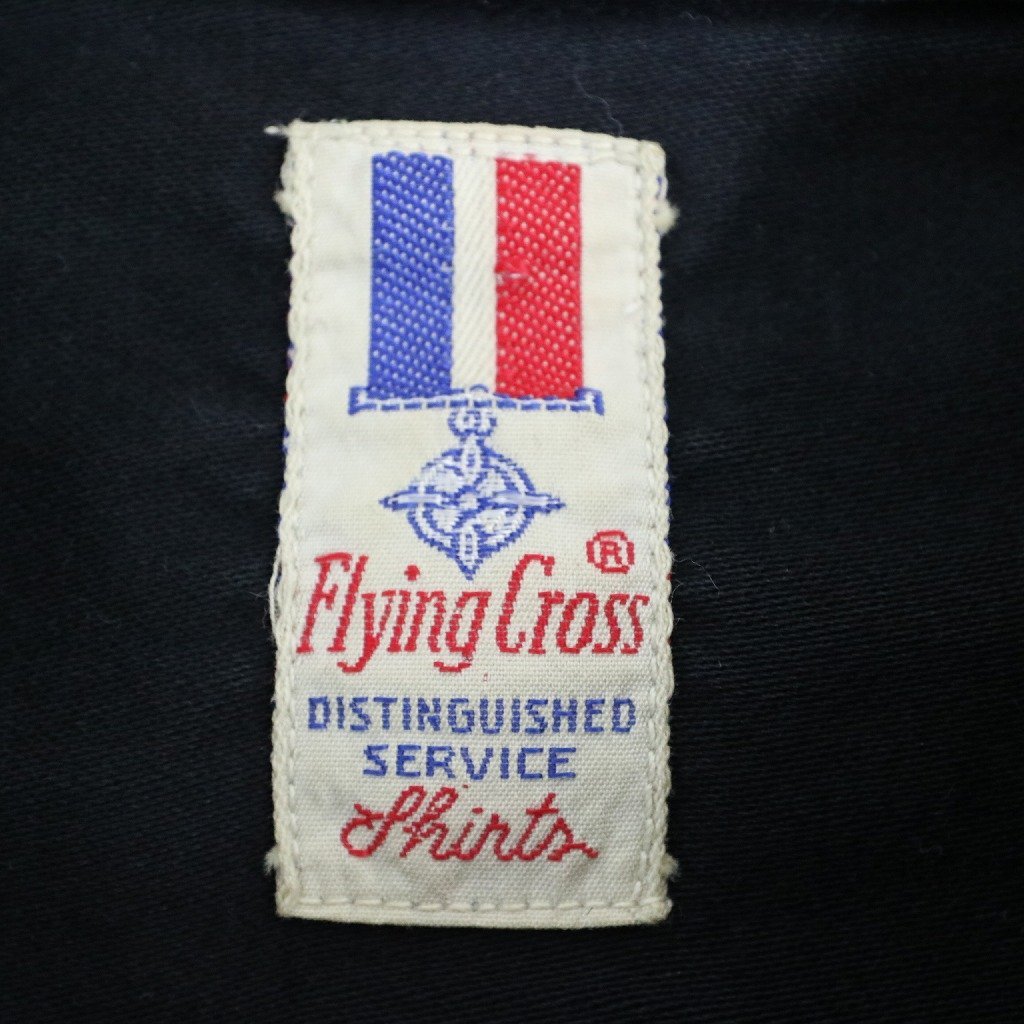 Flying Cross ®
DISTINGUISHED
SERVICE
Shirts